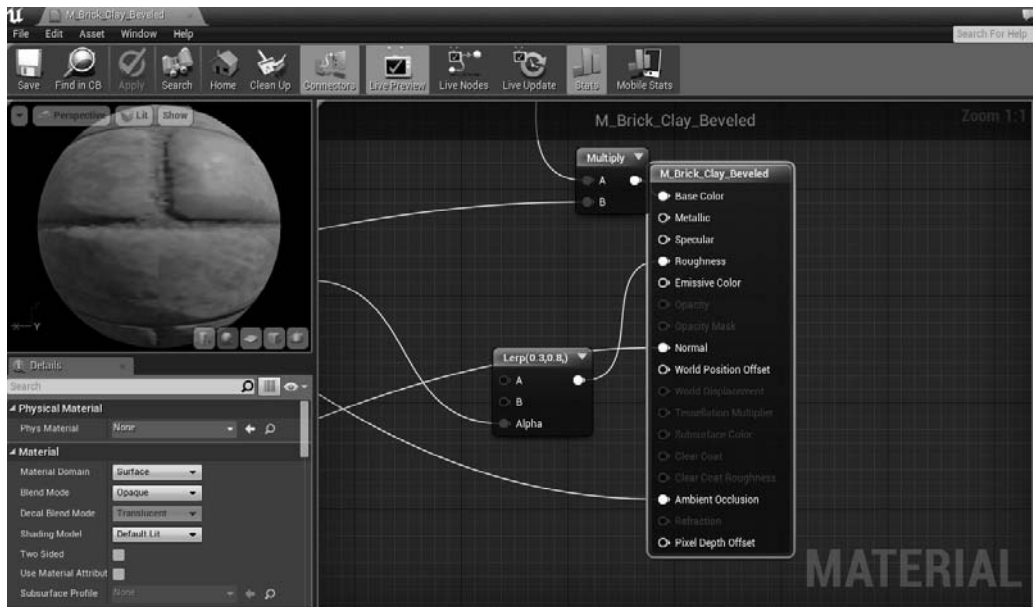 M_Brick_Clay_Beveled
File Edit Asset Window Help
Search For Help
Save Find in CB Apply Search Home Clean Up Connectors Live Preview Live Nodes Live Update Stats Mobile Stats
Perspective Lit Show
M_Brick_Clay_Beveled
Zoom 1:1
Multiply
A
B
M_Brick_Clay_Beveled
Base Color
Metallic
Specular
Roughness
Emissive Color
Opacity
Opacity Mask
Normal
World Position Offset
World Displacement
Tessellation Multiplier
Subsurface Color
Clear Coat
Clear Coat Roughness
Ambient Occlusion
Refraction
Pixel Depth Offset
Lerp(0.3,0.8,)
A
B
Alpha
Y
Details
Search
Physical Material
Phys Material None
Material
Material Domain Surface
Blend Mode Opaque
Decal Blend Mode Translucent
Shading Model Default Lit
Two Sided
Use Material Attribut
Subsurface Profile None
MATERIAL